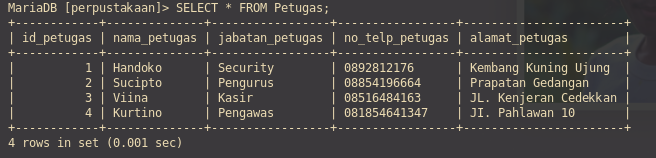 MariaDB [perpustakaan]> SELECT * FROM Petugas;
+------------+--------------+-----------------+-----------------+----------------------+
| id_petugas | nama_petugas | jabatan_petugas | no_telp_petugas | alamat_petugas       |
+------------+--------------+-----------------+-----------------+----------------------+
|          1 | Handoko      | Security        | 0892812176      | Kembang Kuning Ujung |
|          2 | Sucipto      | Pengurus        | 08854196664     | Prapatan Gedangan    |
|          3 | Viina        | Kasir           | 08516484163     | JL. Kenjeran Cedekkan |
|          4 | Kurtino      | Pengawas        | 081854641347    | JI. Pahlawan 10      |
+------------+--------------+-----------------+-----------------+----------------------+
4 rows in set (0.001 sec)